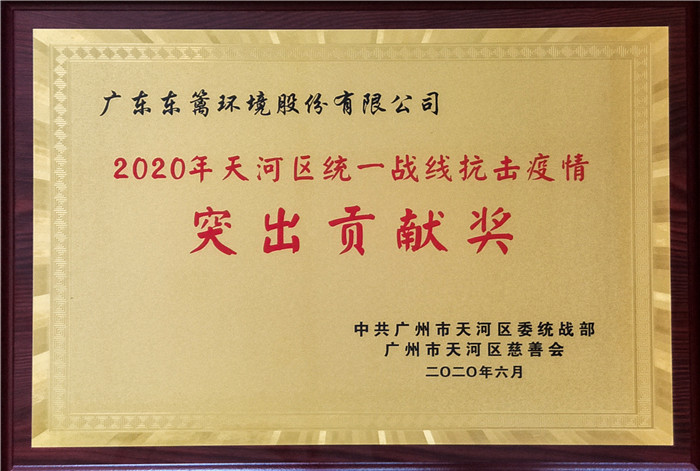 广东东篱环境股份有限公司
2020年天河区统一战线抗击疫情
突出贡献奖
中共广州市天河区委统战部
广州市天河区慈善会
二〇二〇年六月